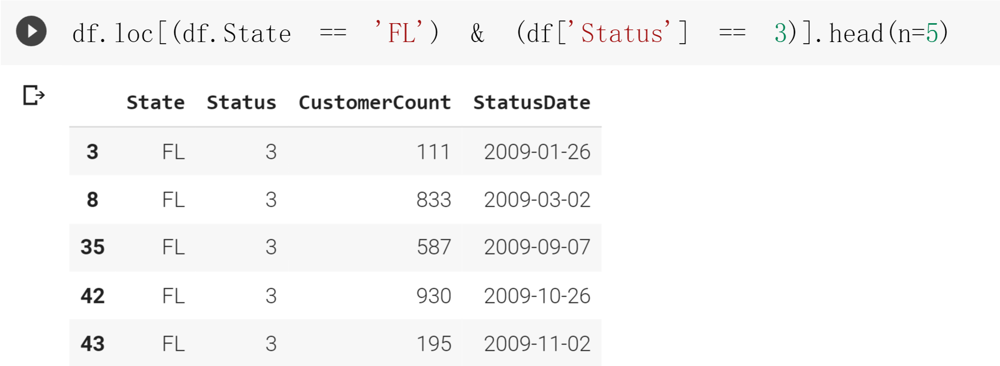 df.loc[(df.State == 'FL') & (df['Status'] == 3)].head(n=5)
State Status CustomerCount StatusDate
3 FL 3 111 2009-01-26
8 FL 3 833 2009-03-02
35 FL 3 587 2009-09-07
42 FL 3 930 2009-10-26
43 FL 3 195 2009-11-02